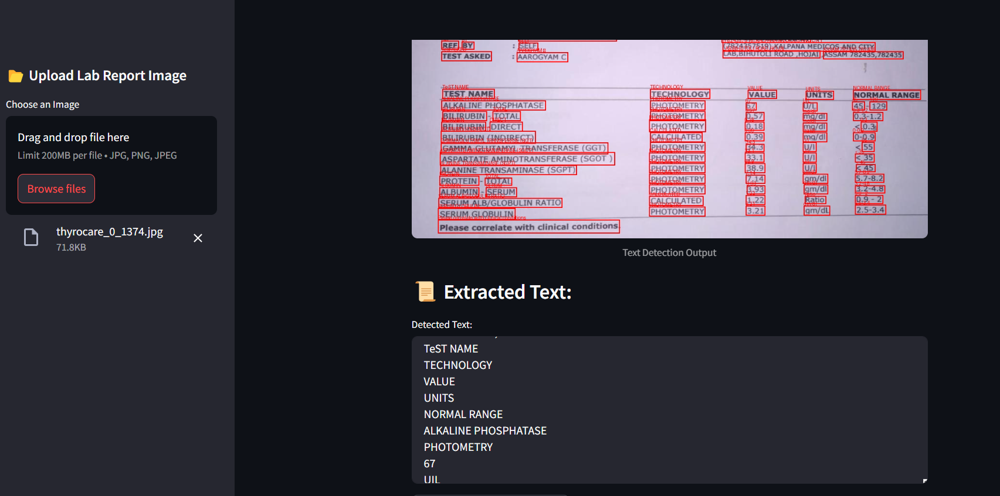 📂 Upload Lab Report Image
Choose an Image
Drag and drop file here
Limit 200MB per file • JPG, PNG, JPEG
Browse files
thyrocare_0_1374.jpg
71.8KB
REF BY : SELF
(7824357519),KALPANA MEDICOS AND CITY
TEST ASKED : AAROGYAM C
LAB,BIHUTOLI ROAD ,HOJAI ,ASSAM 782435,782435
TeST NAME TECHNOLOGY VALUE UNITS NORMAL RANGE
TEST NAME TECHNOLOGY VALUE UNITS NORMAL RANGE
ALKALINE PHOSPHATASE PHOTOMETRY 67 U/L 45 - 129
BILIRUBIN - TOTAL PHOTOMETRY 0.57 mg/dl 0.3-1.2
BILIRUBIN DIRECT PHOTOMETRY 0.18 mg/dl < 0.3
BILIRUBIN (INDIRECT) CALCULATED 0.39 mg/dl 0-0.9
GAMMA GLUTAMYL TRANSFERASE (GGT) PHOTOMETRY 34.3 U/l < 55
ASPARTATE AMINOTRANSFERASE (SGOT ) PHOTOMETRY 33.1 U/l < 35
ALANINE TRANSAMINASE (SGPT) PHOTOMETRY 38.9 U/l < 45
PROTEIN - TOTAL PHOTOMETRY 7.14 gm/dl 5.7-8.2
ALBUMIN - SERUM PHOTOMETRY 3.93 gm/dl 3.2-4.8
SERUM ALB/GLOBULIN RATIO CALCULATED 1.22 Ratio 0.9 - 2
SERUM GLOBULIN PHOTOMETRY 3.21 gm/dL 2.5-3.4
Please correlate with clinical conditions.
Text Detection Output
📜 Extracted Text:
Detected Text:
TeST NAME
TECHNOLOGY
VALUE
UNITS
NORMAL RANGE
ALKALINE PHOSPHATASE
PHOTOMETRY
67
UIL